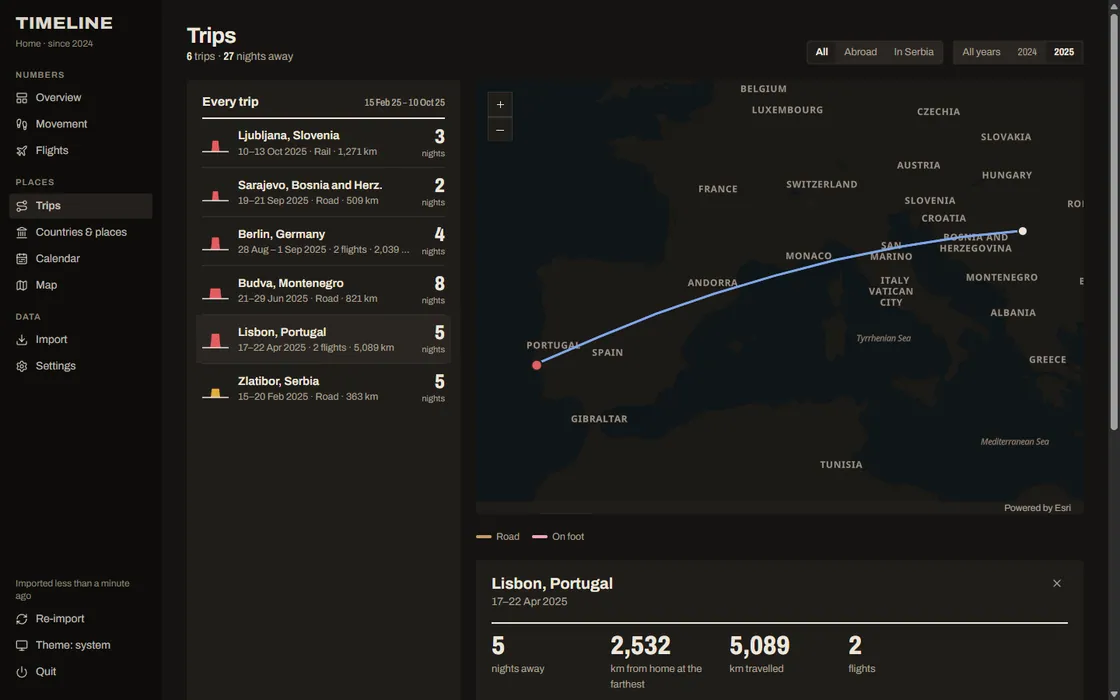 TIMELINE
Home · since 2024
NUMBERS
Overview
Movement
Flights
PLACES
Trips
Countries & places
Calendar
Map
DATA
Import
Settings
Imported less than a minute
ago
Re-import
Theme: system
Quit
Trips
6 trips · 27 nights away
All Abroad In Serbia
All years 2024 2025
Every trip
15 Feb 25 – 10 Oct 25
Ljubljana, Slovenia
10–13 Oct 2025 · Rail · 1,271 km
3
nights
Sarajevo, Bosnia and Herz.
19–21 Sep 2025 · Road · 509 km
2
nights
Berlin, Germany
28 Aug – 1 Sep 2025 · 2 flights · 2,039 ...
4
nights
Budva, Montenegro
21–29 Jun 2025 · Road · 821 km
8
nights
Lisbon, Portugal
17–22 Apr 2025 · 2 flights · 5,089 km
5
nights
Zlatibor, Serbia
15–20 Feb 2025 · Road · 363 km
5
nights
+
−
BELGIUM
LUXEMBOURG
CZECHIA
SLOVAKIA
AUSTRIA
HUNGARY
FRANCE
SWITZERLAND
SLOVENIA
CROATIA
BOSNIA AND
HERZEGOVINA
SAN
MARINO
MONACO
ANDORRA
ITALY
VATICAN
CITY
MONTENEGRO
ALBANIA
Tyrrhenian Sea
PORTUGAL
SPAIN
GREECE
GIBRALTAR
Mediterranean Sea
TUNISIA
Powered by Esri
Road
On foot
Lisbon, Portugal
17–22 Apr 2025
5
nights away
2,532
km from home at the
farthest
5,089
km travelled
2
flights